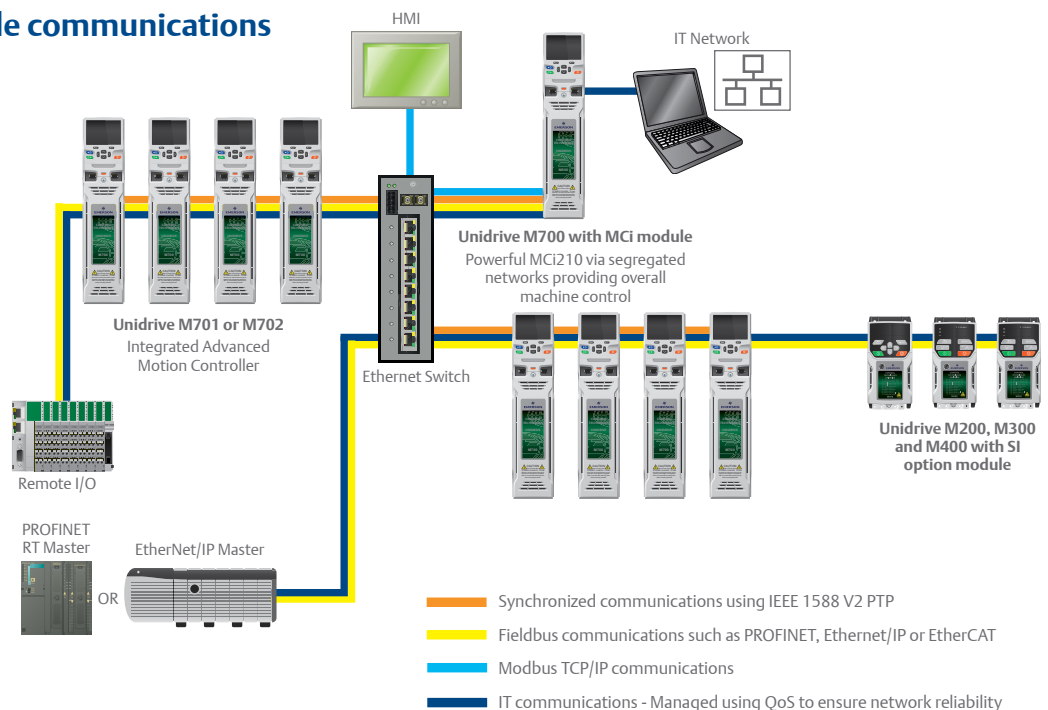 le communications
HMI
IT Network
Unidrive M700 with MCi module
Powerful MCi210 via segregated
networks providing overall
machine control
Unidrive M701 or M702
Integrated Advanced
Motion Controller
Ethernet Switch
Unidrive M200, M300
and M400 with SI
option module
Remote I/O
PROFINET
RT Master
OR
EtherNet/IP Master
Synchronized communications using IEEE 1588 V2 PTP
Fieldbus communications such as PROFINET, Ethernet/IP or EtherCAT
Modbus TCP/IP communications
IT communications - Managed using QoS to ensure network reliability